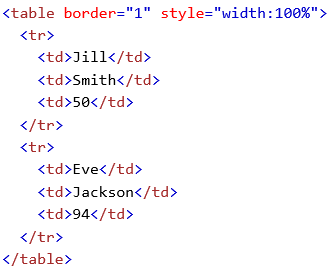 <table border="1" style="width:100%">
  <tr>
    <td>Jill</td>
    <td>Smith</td>
    <td>50</td>
  </tr>
  <tr>
    <td>Eve</td>
    <td>Jackson</td>
    <td>94</td>
  </tr>
</table>